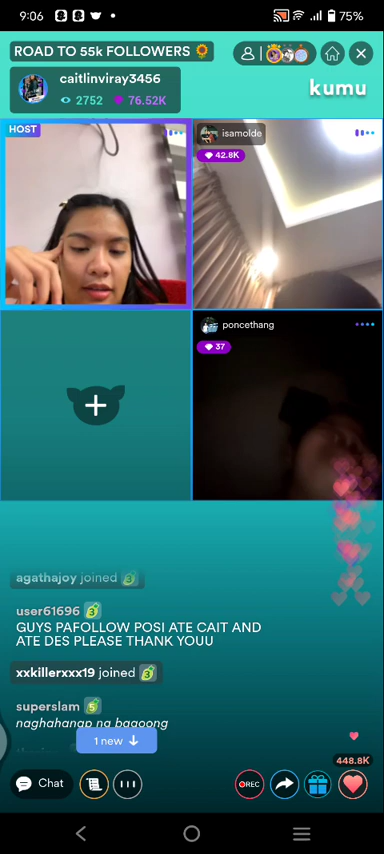 9:06
75%
ROAD TO 55k FOLLOWERS
caitlinviray3456
2752 76.52K
kumu
HOST
isamolde
42.8K
poncethang
37
agathajoy joined 3
user61696 3
GUYS PAFOLLOW POSI ATE CAIT AND
ATE DES PLEASE THANK YOUU
xxkillerxxx19 joined 3
superslam 5
naghahanap ng bagoong
1 new
448.8K
Chat
REC